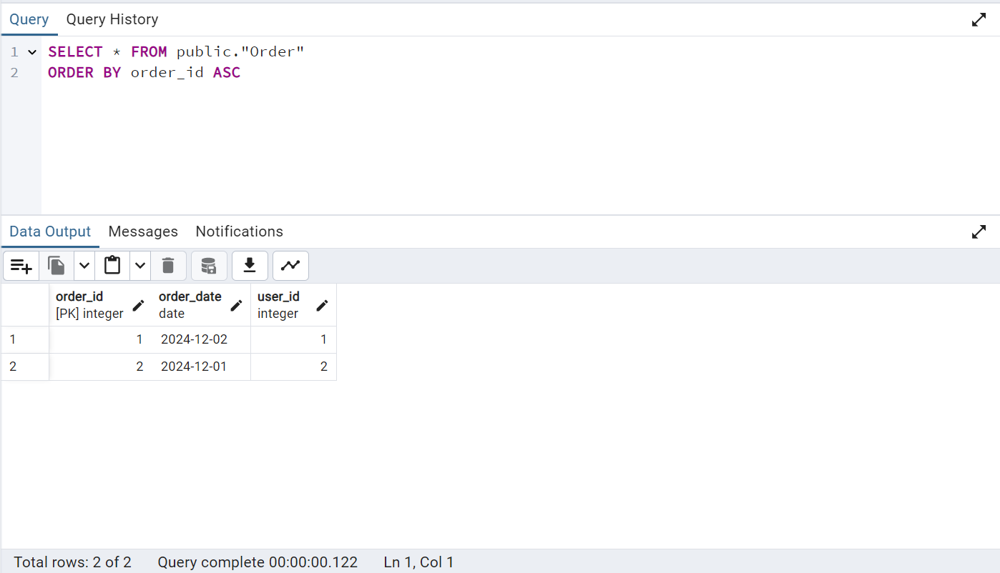 Query Query History
1 SELECT * FROM public."Order"
2 ORDER BY order_id ASC
Data Output Messages Notifications
order_id order_date user_id
[PK] integer date integer
1 1 2024-12-02 1
2 2 2024-12-01 2
Total rows: 2 of 2 Query complete 00:00:00.122 Ln 1, Col 1